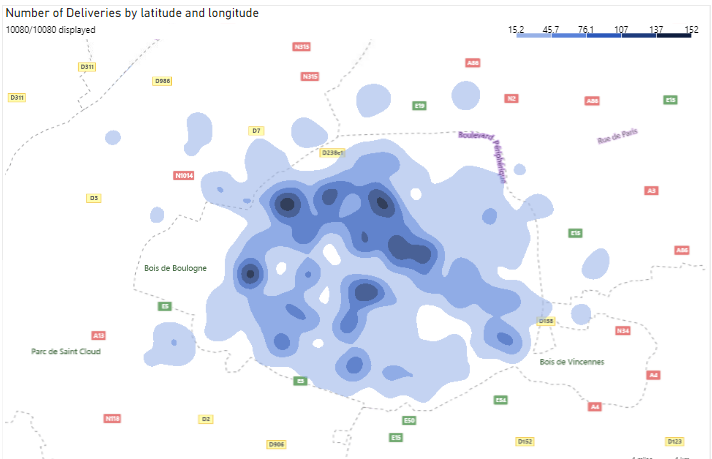 Number of Deliveries by latitude and longitude
10080/10080 displayed
15.2 45.7 76.1 107 137 152
N315
D311
A86
D986
N315
D311
N2
A86
E15
E19
D7
Boulevard Périphérique
Rue de Paris
D236c1
N1014
D5
A3
E15
A86
Bois de Boulogne
E5
D158
N34
A13
Parc de Saint Cloud
Bois de Vincennes
A4
E5
E54
A4
N118
D2
E50
E15
D906
D152
D123